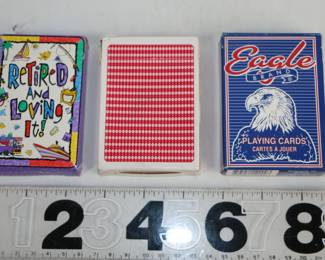 RETIRED
AND
LOVING
It!
Eagle
BRAND
PLAYING CARDS
CARTES A JOUER
1 2 3 4 5 6 7 8